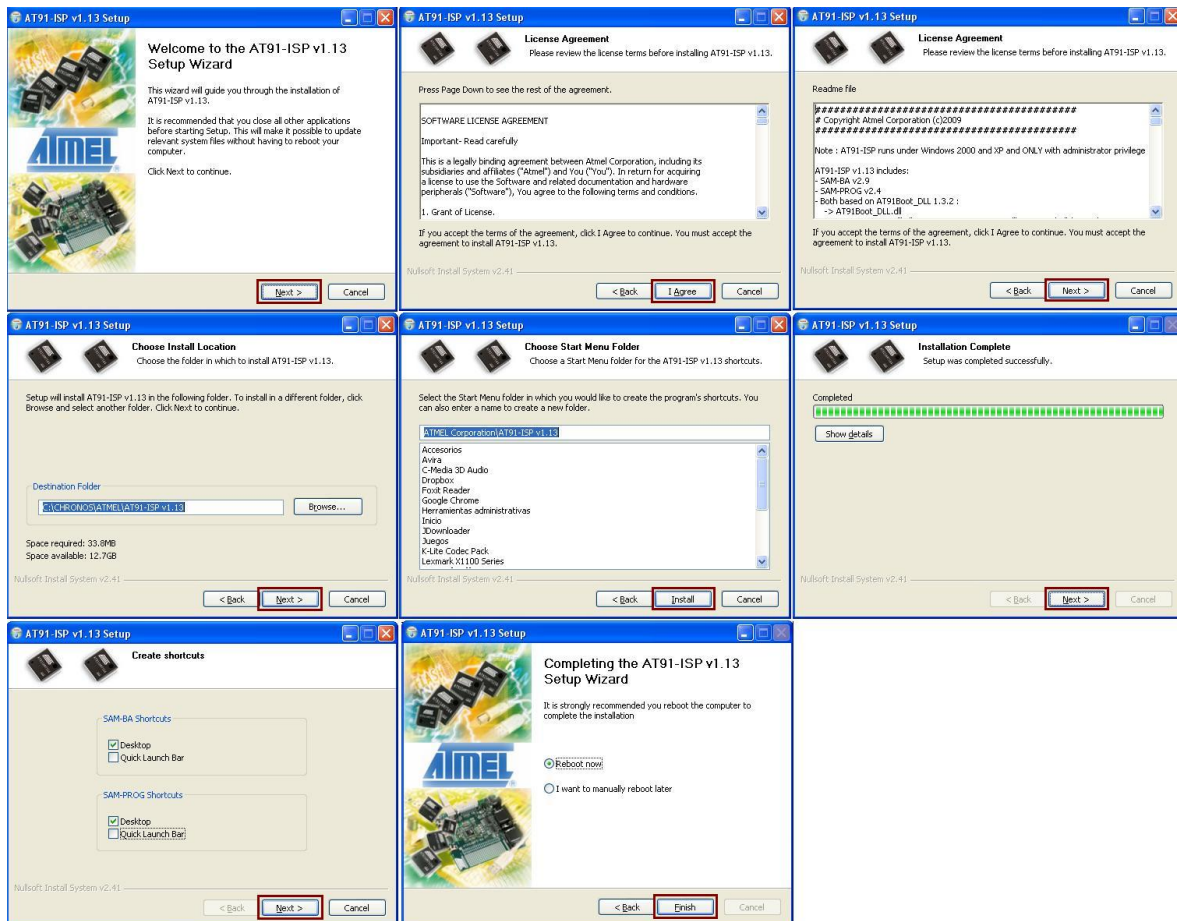 AT91-ISP v1.13 Setup
ATMEL
Welcome to the AT91-ISP v1.13
Setup Wizard
This wizard will guide you through the installation of
AT91-ISP v1.13.
It is recommended that you close all other applications
before starting Setup. This will make it possible to update
relevant system files without having to reboot your
computer.
Click Next to continue.
Next >
Cancel
AT91-ISP v1.13 Setup
License Agreement
Please review the license terms before installing AT91-ISP v1.13.
Press Page Down to see the rest of the agreement.
SOFTWARE LICENSE AGREEMENT
Important- Read carefully
This is a legally binding agreement between Atmel Corporation, including its
subsidiaries and affiliates ("Atmel") and You ("You"). In return for acquiring
a license to use the Software and related documentation and hardware
peripherals ("Software"), You agree to the following terms and conditions.
1. Grant of License.
If you accept the terms of the agreement, click I Agree to continue. You must accept the
agreement to install AT91-ISP v1.13.
Nullsoft Install System v2.41
< Back
I Agree
Cancel
AT91-ISP v1.13 Setup
License Agreement
Please review the license terms before installing AT91-ISP v1.13.
Readme file
##########################################
# Copyright Atmel Corporation (c)2009
##########################################
Note : AT91-ISP runs under Windows 2000 and XP and ONLY with administrator privilege
AT91-ISP v1.13 includes:
- SAM-BA v2.9
- SAM-PROG v2.4
- Both based on AT91Boot_DLL 1.3.2 :
-> AT91Boot_DLL.dll
If you accept the terms of the agreement, click I Agree to continue. You must accept the
agreement to install AT91-ISP v1.13.
Nullsoft Install System v2.41
< Back
Next >
Cancel
AT91-ISP v1.13 Setup
Choose Install Location
Choose the folder in which to install AT91-ISP v1.13.
Setup will install AT91-ISP v1.13 in the following folder. To install in a different folder, click
Browse and select another folder. Click Next to continue.
Destination Folder
C:\CHRONOS\ATMEL\AT91-ISP v1.13
Browse...
Space required: 33.8MB
Space available: 12.7GB
Nullsoft Install System v2.41
< Back
Next >
Cancel
AT91-ISP v1.13 Setup
Choose Start Menu Folder
Choose a Start Menu folder for the AT91-ISP v1.13 shortcuts.
Select the Start Menu folder in which you would like to create the program's shortcuts. You
can also enter a name to create a new folder.
ATMEL Corporation\AT91-ISP v1.13
Accesorios
Avira
C-Media 3D Audio
Dropbox
Foxit Reader
Google Chrome
Herramientas administrativas
Inicio
JDownloader
Juegos
K-Lite Codec Pack
Lexmark X1100 Series
Nullsoft Install System v2.41
< Back
Install
Cancel
AT91-ISP v1.13 Setup
Installation Complete
Setup was completed successfully.
Completed
Show details
Nullsoft Install System v2.41
< Back
Next >
Cancel
AT91-ISP v1.13 Setup
Create shortcuts
SAM-BA Shortcuts
Desktop
Quick Launch Bar
SAM-PROG Shortcuts
Desktop
Quick Launch Bar
Nullsoft Install System v2.41
< Back
Next >
Cancel
AT91-ISP v1.13 Setup
ATMEL
Completing the AT91-ISP v1.13
Setup Wizard
It is strongly recommended you reboot the computer to
complete the installation
Reboot now
I want to manually reboot later
< Back
Finish
Cancel